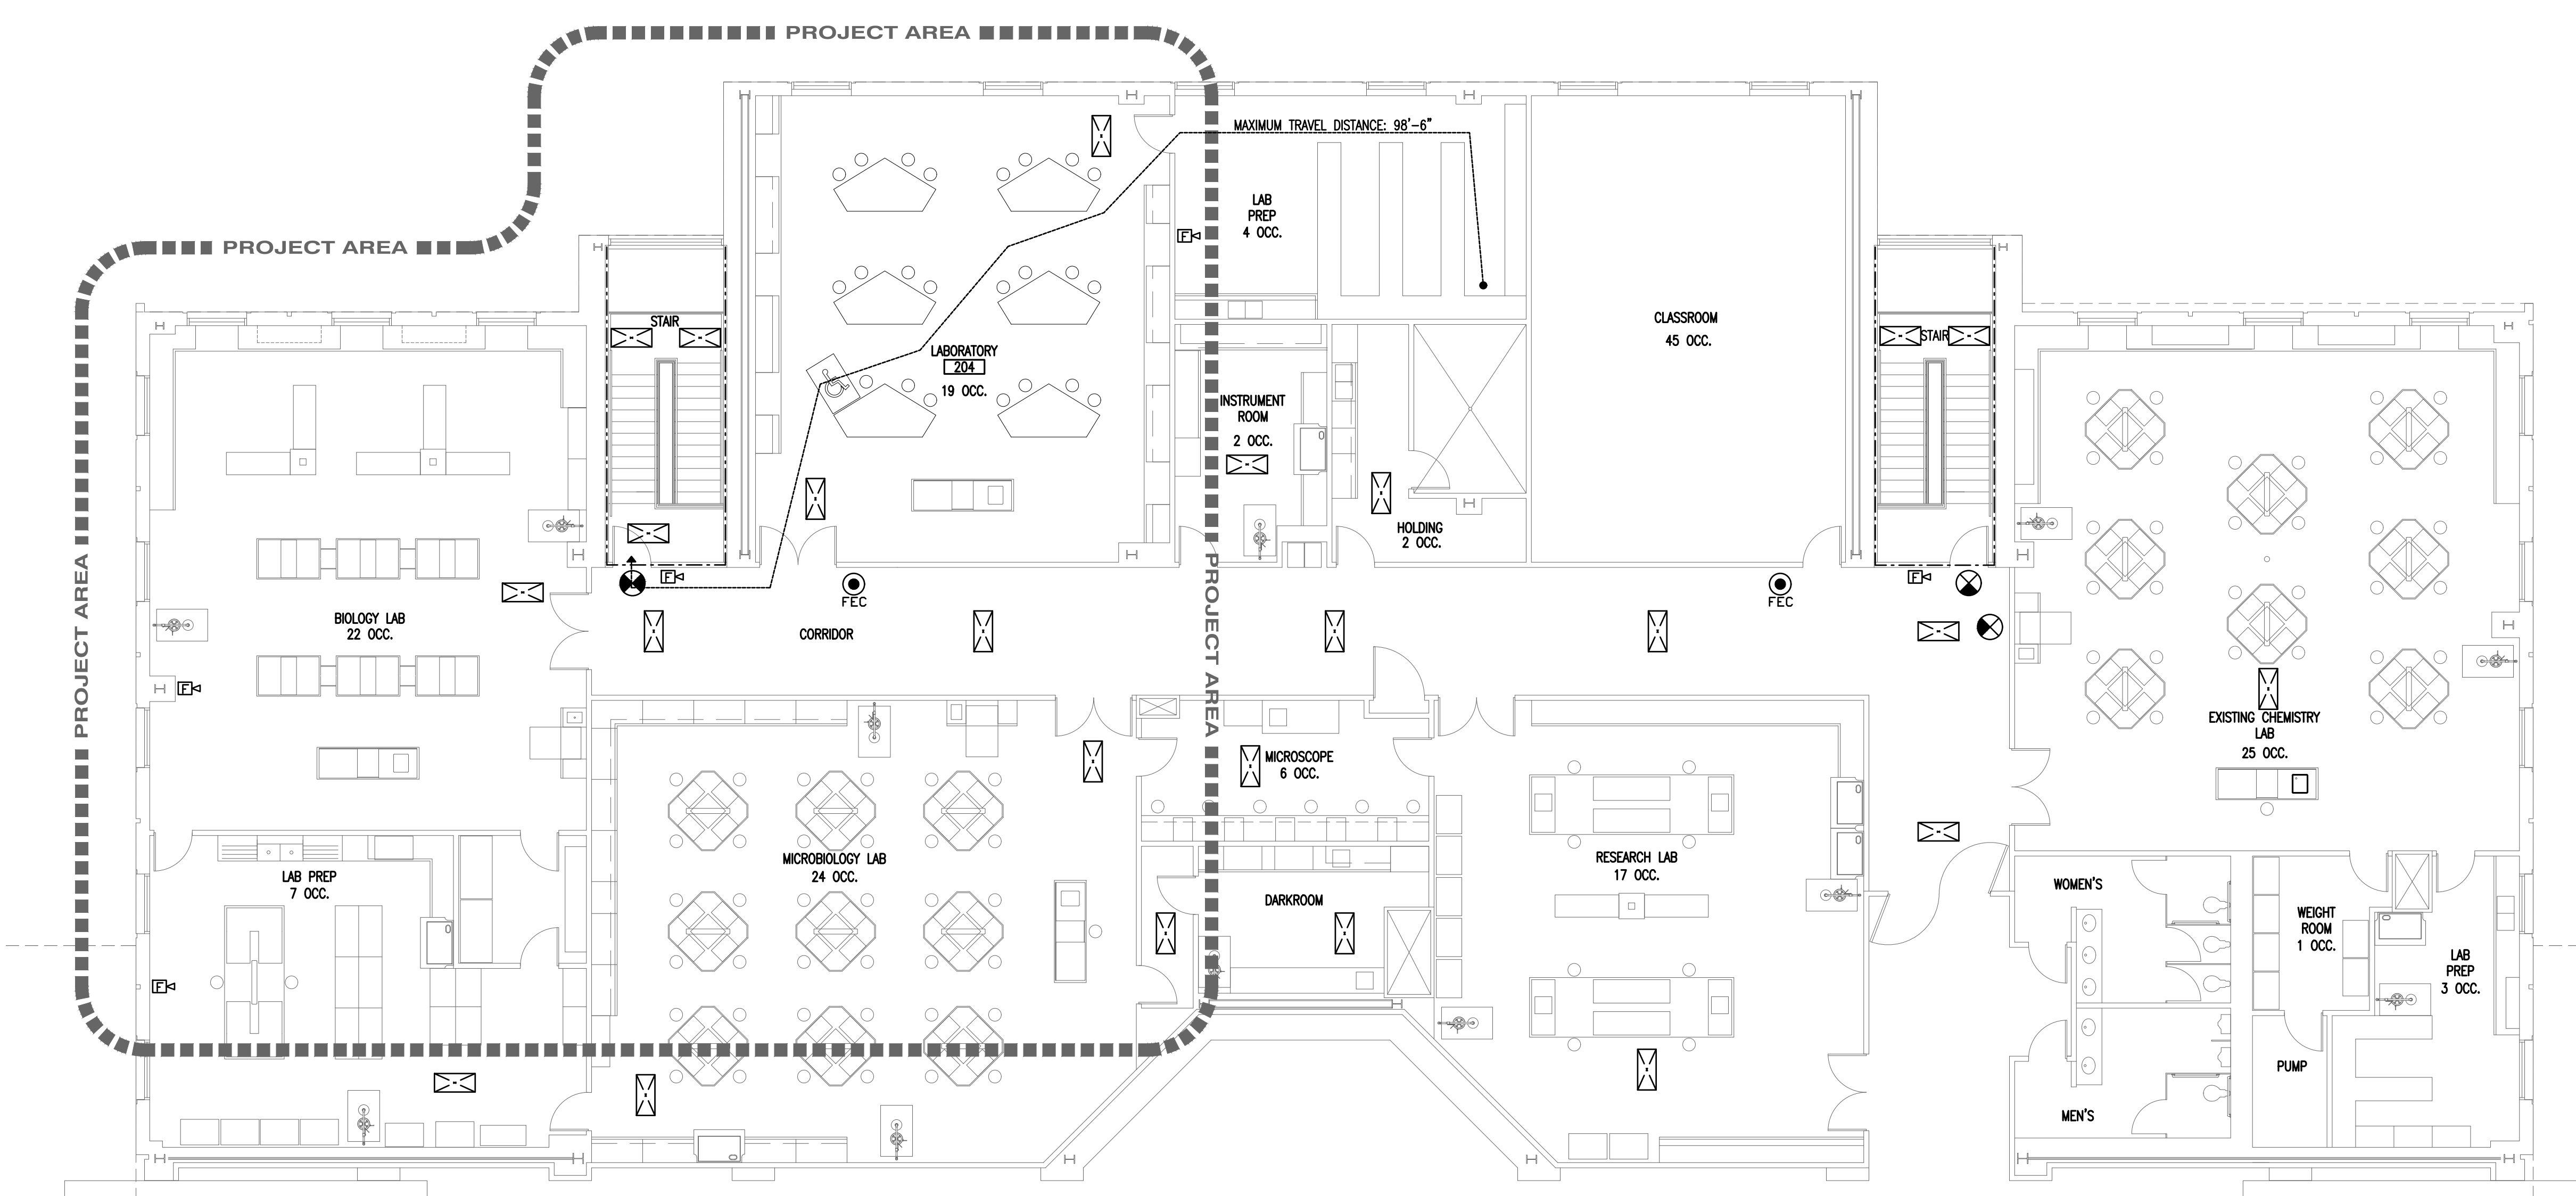 PROJECT AREA
PROJECT AREA
MAXIMUM TRAVEL DISTANCE: 98'-6"
LAB
PREP
4 OCC.
F
STAIR
LABORATORY
204
19 OCC.
CLASSROOM
45 OCC.
STAIR
INSTRUMENT
ROOM
2 OCC.
HOLDING
2 OCC.
F
FEC
FEC
F
PROJECT AREA
BIOLOGY LAB
22 OCC.
CORRIDOR
PROJECT AREA
F
EXISTING CHEMISTRY
LAB
25 OCC.
MICROSCOPE
6 OCC.
LAB PREP
7 OCC.
MICROBIOLOGY LAB
24 OCC.
RESEARCH LAB
17 OCC.
DARKROOM
WOMEN'S
WEIGHT
ROOM
1 OCC.
LAB
PREP
3 OCC.
F
PUMP
MEN'S